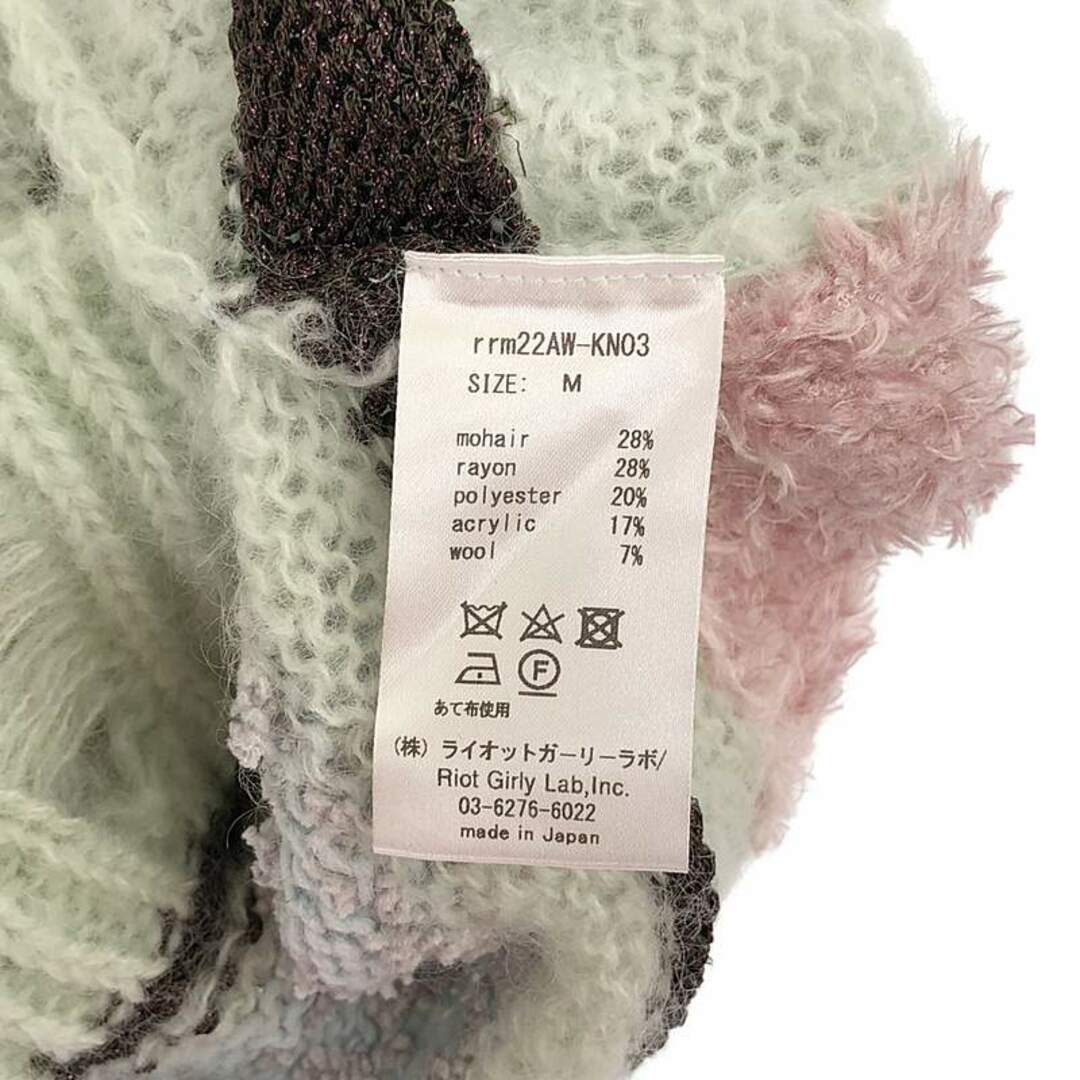 rrm22AW-KN03
SIZE: M
mohair 28%
rayon 28%
polyester 20%
acrylic 17%
wool 7%
F
あて布使用
(株) ライオットガーリーラボ/
Riot Girly Lab,Inc.
03-6276-6022
made in Japan